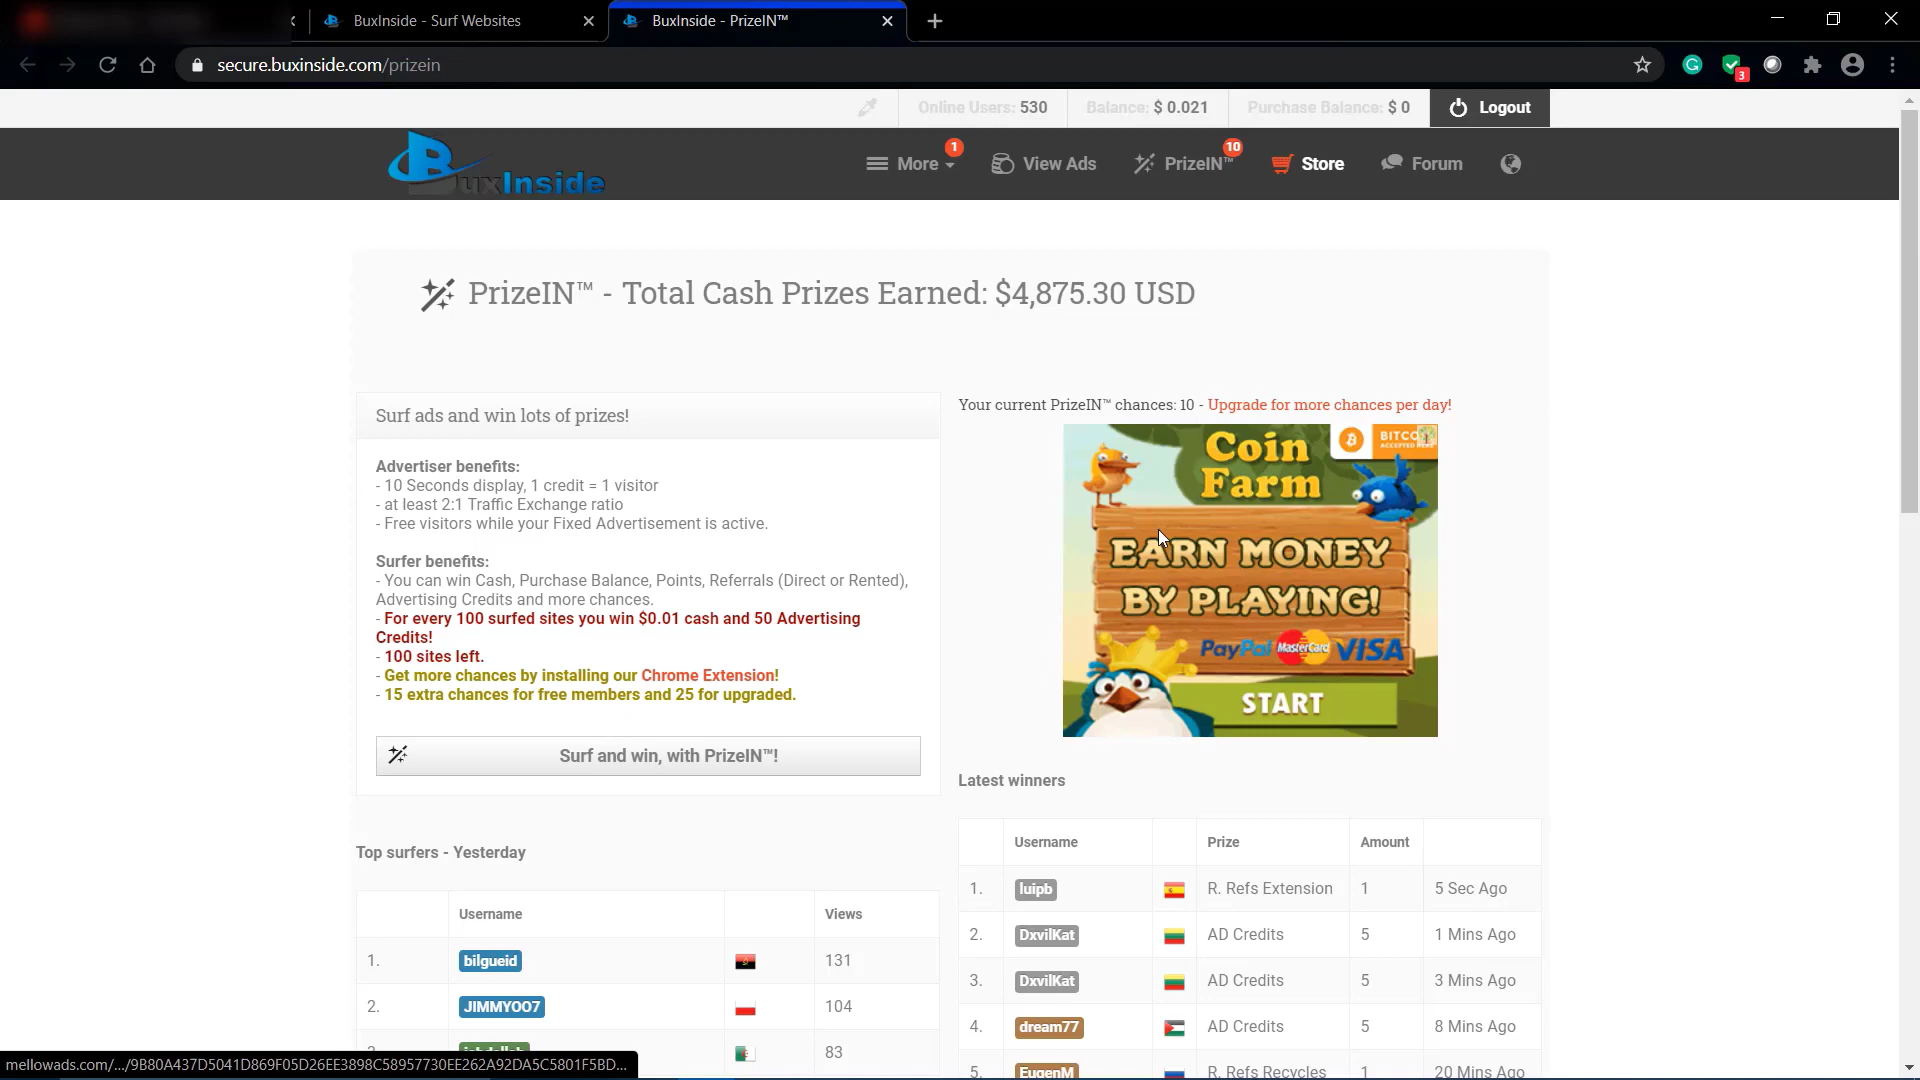 BuxInside - Surf Websites
BuxInside - PrizeIN™
secure.buxinside.com/prizein
3
Online Users: 530
Balance: $ 0.021
Purchase Balance: $ 0
Logout
BuxInside
More
1
View Ads
PrizeIN™
10
Store
Forum
PrizeIN™ - Total Cash Prizes Earned: $4,875.30 USD
Surf ads and win lots of prizes!
Advertiser benefits:
- 10 Seconds display, 1 credit = 1 visitor
- at least 2:1 Traffic Exchange ratio
- Free visitors while your Fixed Advertisement is active.
Surfer benefits:
- You can win Cash, Purchase Balance, Points, Referrals (Direct or Rented),
Advertising Credits and more chances.
- For every 100 surfed sites you win $0.01 cash and 50 Advertising
Credits!
- 100 sites left.
- Get more chances by installing our Chrome Extension!
- 15 extra chances for free members and 25 for upgraded.
Surf and win, with PrizeIN™!
Your current PrizeIN™ chances: 10 - Upgrade for more chances per day!
Coin
Farm
EARN MONEY
BY PLAYING!
PayPal MasterCard VISA
START
Latest winners
Username Prize Amount
1. luipb R. Refs Extension 1 5 Sec Ago
2. DxvilKat AD Credits 5 1 Mins Ago
3. DxvilKat AD Credits 5 3 Mins Ago
4. dream77 AD Credits 5 8 Mins Ago
5. EugenM R. Refs Recycles 1 20 Mins Ago
Top surfers - Yesterday
Username Views
1. bilgueid 131
2. JIMMYOO7 104
83
mellowads.com/.../9B80A437D5041D869F05D26EE3898C58957730EE262A92DA5C5801F5BD...